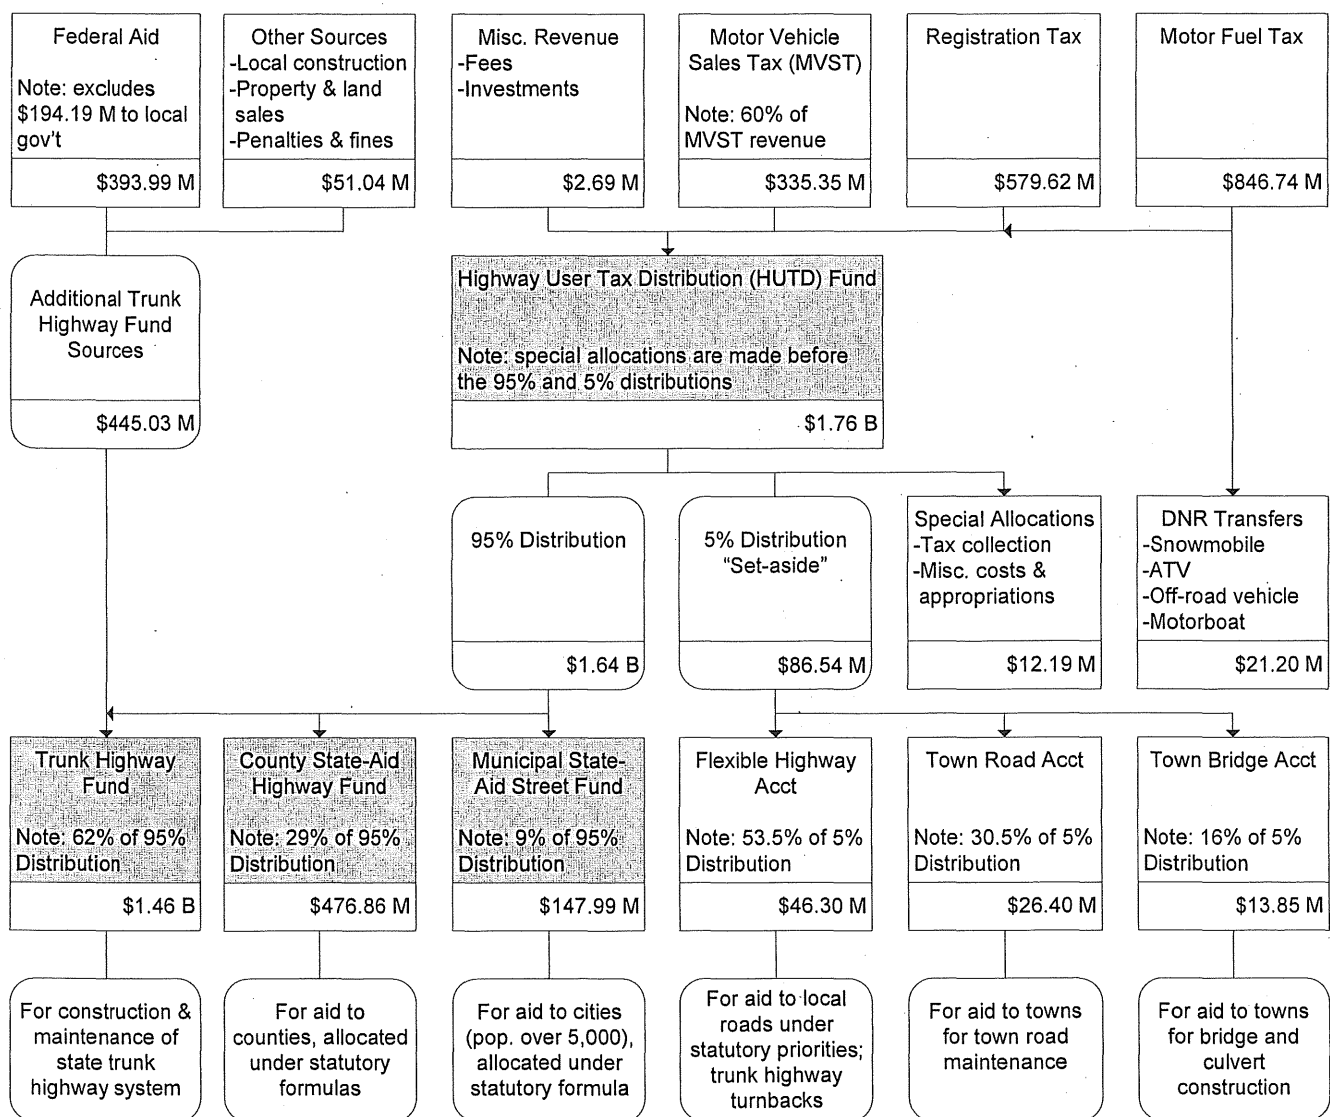 Federal Aid
Note: excludes
$194.19 M to local
gov't
$393.99 M
Other Sources
-Local construction
-Property & land
sales
-Penalties & fines
$51.04 M
Misc. Revenue
-Fees
-Investments
$2.69 M
Motor Vehicle
Sales Tax (MVST)
Note: 60% of
MVST revenue
$335.35 M
Registration Tax
$579.62 M
Motor Fuel Tax
$846.74 M
Additional Trunk
Highway Fund
Sources
$445.03 M
Highway User Tax Distribution (HUTD) Fund
Note: special allocations are made before
the 95% and 5% distributions
$1.76 B
95% Distribution
$1.64 B
5% Distribution
"Set-aside"
$86.54 M
Special Allocations
-Tax collection
-Misc. costs &
appropriations
$12.19 M
DNR Transfers
-Snowmobile
-ATV
-Off-road vehicle
-Motorboat
$21.20 M
Trunk Highway
Fund
Note: 62% of 95%
Distribution
$1.46 B
County State-Aid
Highway Fund
Note: 29% of 95%
Distribution
$476.86 M
Municipal State-
Aid Street Fund
Note: 9% of 95%
Distribution
$147.99 M
Flexible Highway
Acct
Note: 53.5% of 5%
Distribution
$46.30 M
Town Road Acct
Note: 30.5% of 5%
Distribution
$26.40 M
Town Bridge Acct
Note: 16% of 5%
Distribution
$13.85 M
For construction &
maintenance of
state trunk
highway system
For aid to
counties, allocated
under statutory
formulas
For aid to cities
(pop. over 5,000),
allocated under
statutory formula
For aid to local
roads under
statutory priorities;
trunk highway
turnbacks
For aid to towns
for town road
maintenance
For aid to towns
for bridge and
culvert
construction